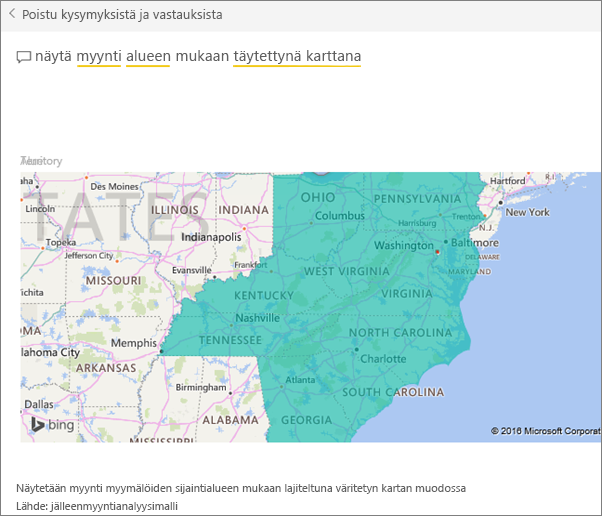 Poistu kysymyksistä ja vastauksista
näytä myynti alueen mukaan täytettynä karttana
TATES
OHIO
PENNSYLVANIA
Hartford
R.I.
Des Moines
Lincoln
ILLINOIS
INDIANA
Columbus
Harrisburg
Trenton
New York
N.J.
Topeka
Indianapolis
Washington
Baltimore
Jefferson City
DELAWARE
Evansville
Frankfort
WEST VIRGINIA
MARYLAND
MISSOURI
KENTUCKY
VIRGINIA
Nashville
NORTH CAROLINA
TENNESSEE
Memphis
Charlotte
ARKANSAS
Atlanta
Birmingham
SOUTH CAROLINA
Dallas
ALABAMA
GEORGIA
bing
© 2016 Microsoft Corporat
Näytetään myynti myymälöiden sijaintialueen mukaan lajiteltuna väritetyn kartan muodossa
Lähde: jälleenmyyntianalyysimalli